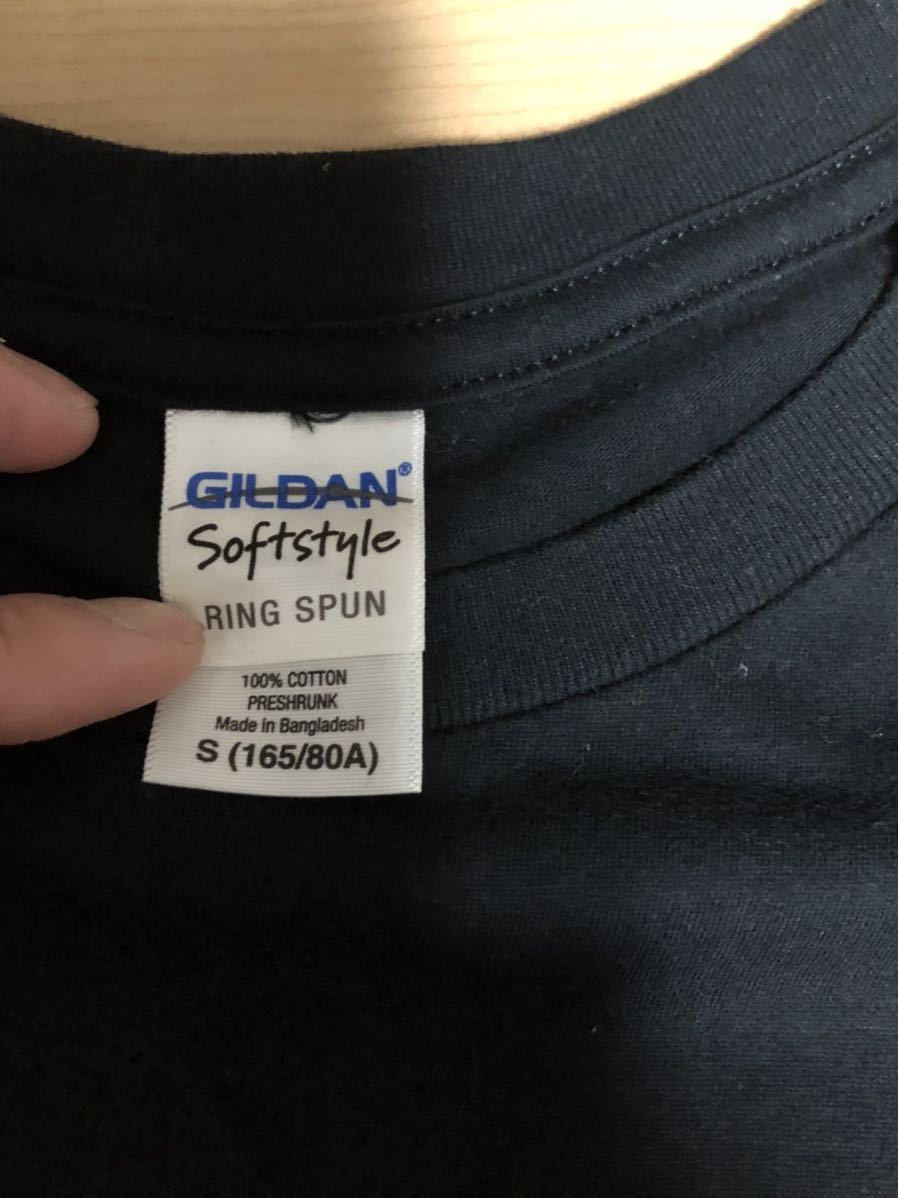 GILDAN®
Softstyle
RING SPUN
100% COTTON
PRESHRUNK
Made in Bangladesh
S (165/80A)